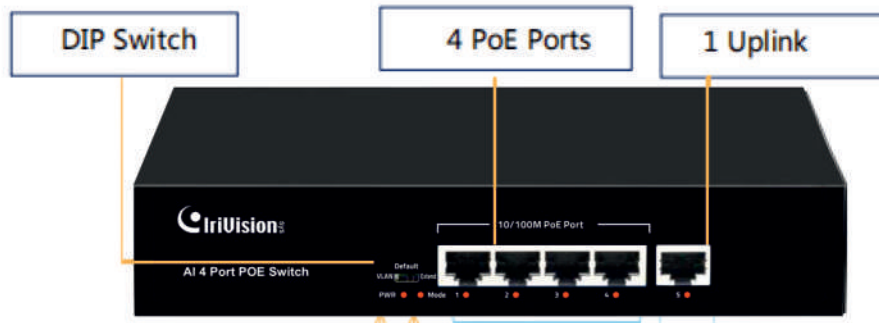 DIP Switch
4 PoE Ports
1 Uplink
IriVision
10/100M PoE Port
AI 4 Port POE Switch
Default
VLAN Extend
PWR Mode 1 2 3 4 5